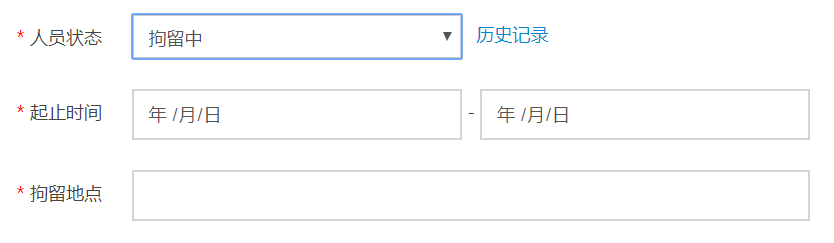 * 人员状态 拘留中 ▼ 历史记录
* 起止时间 年 /月/日 - 年 /月/日
* 拘留地点